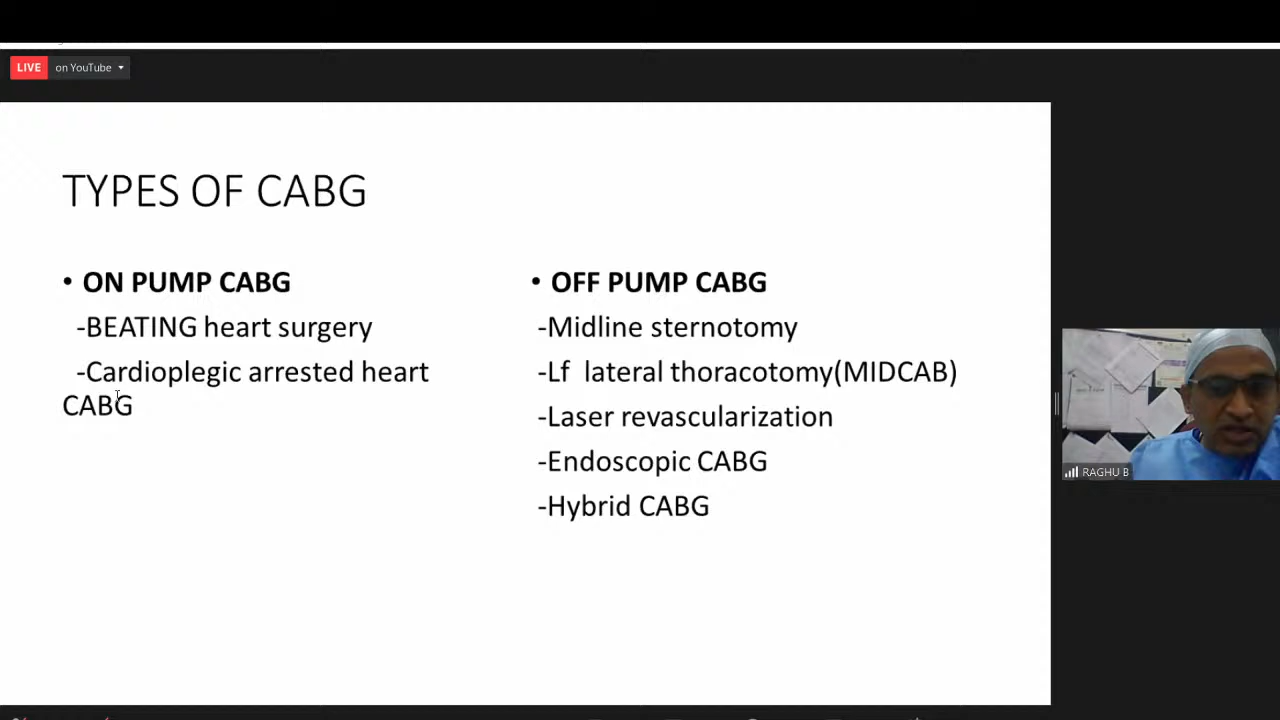 LIVE on YouTube
TYPES OF CABG
• ON PUMP CABG
-BEATING heart surgery
-Cardioplegic arrested heart
CABG
• OFF PUMP CABG
-Midline sternotomy
-Lf lateral thoracotomy(MIDCAB)
-Laser revascularization
-Endoscopic CABG
-Hybrid CABG
RAGHU B